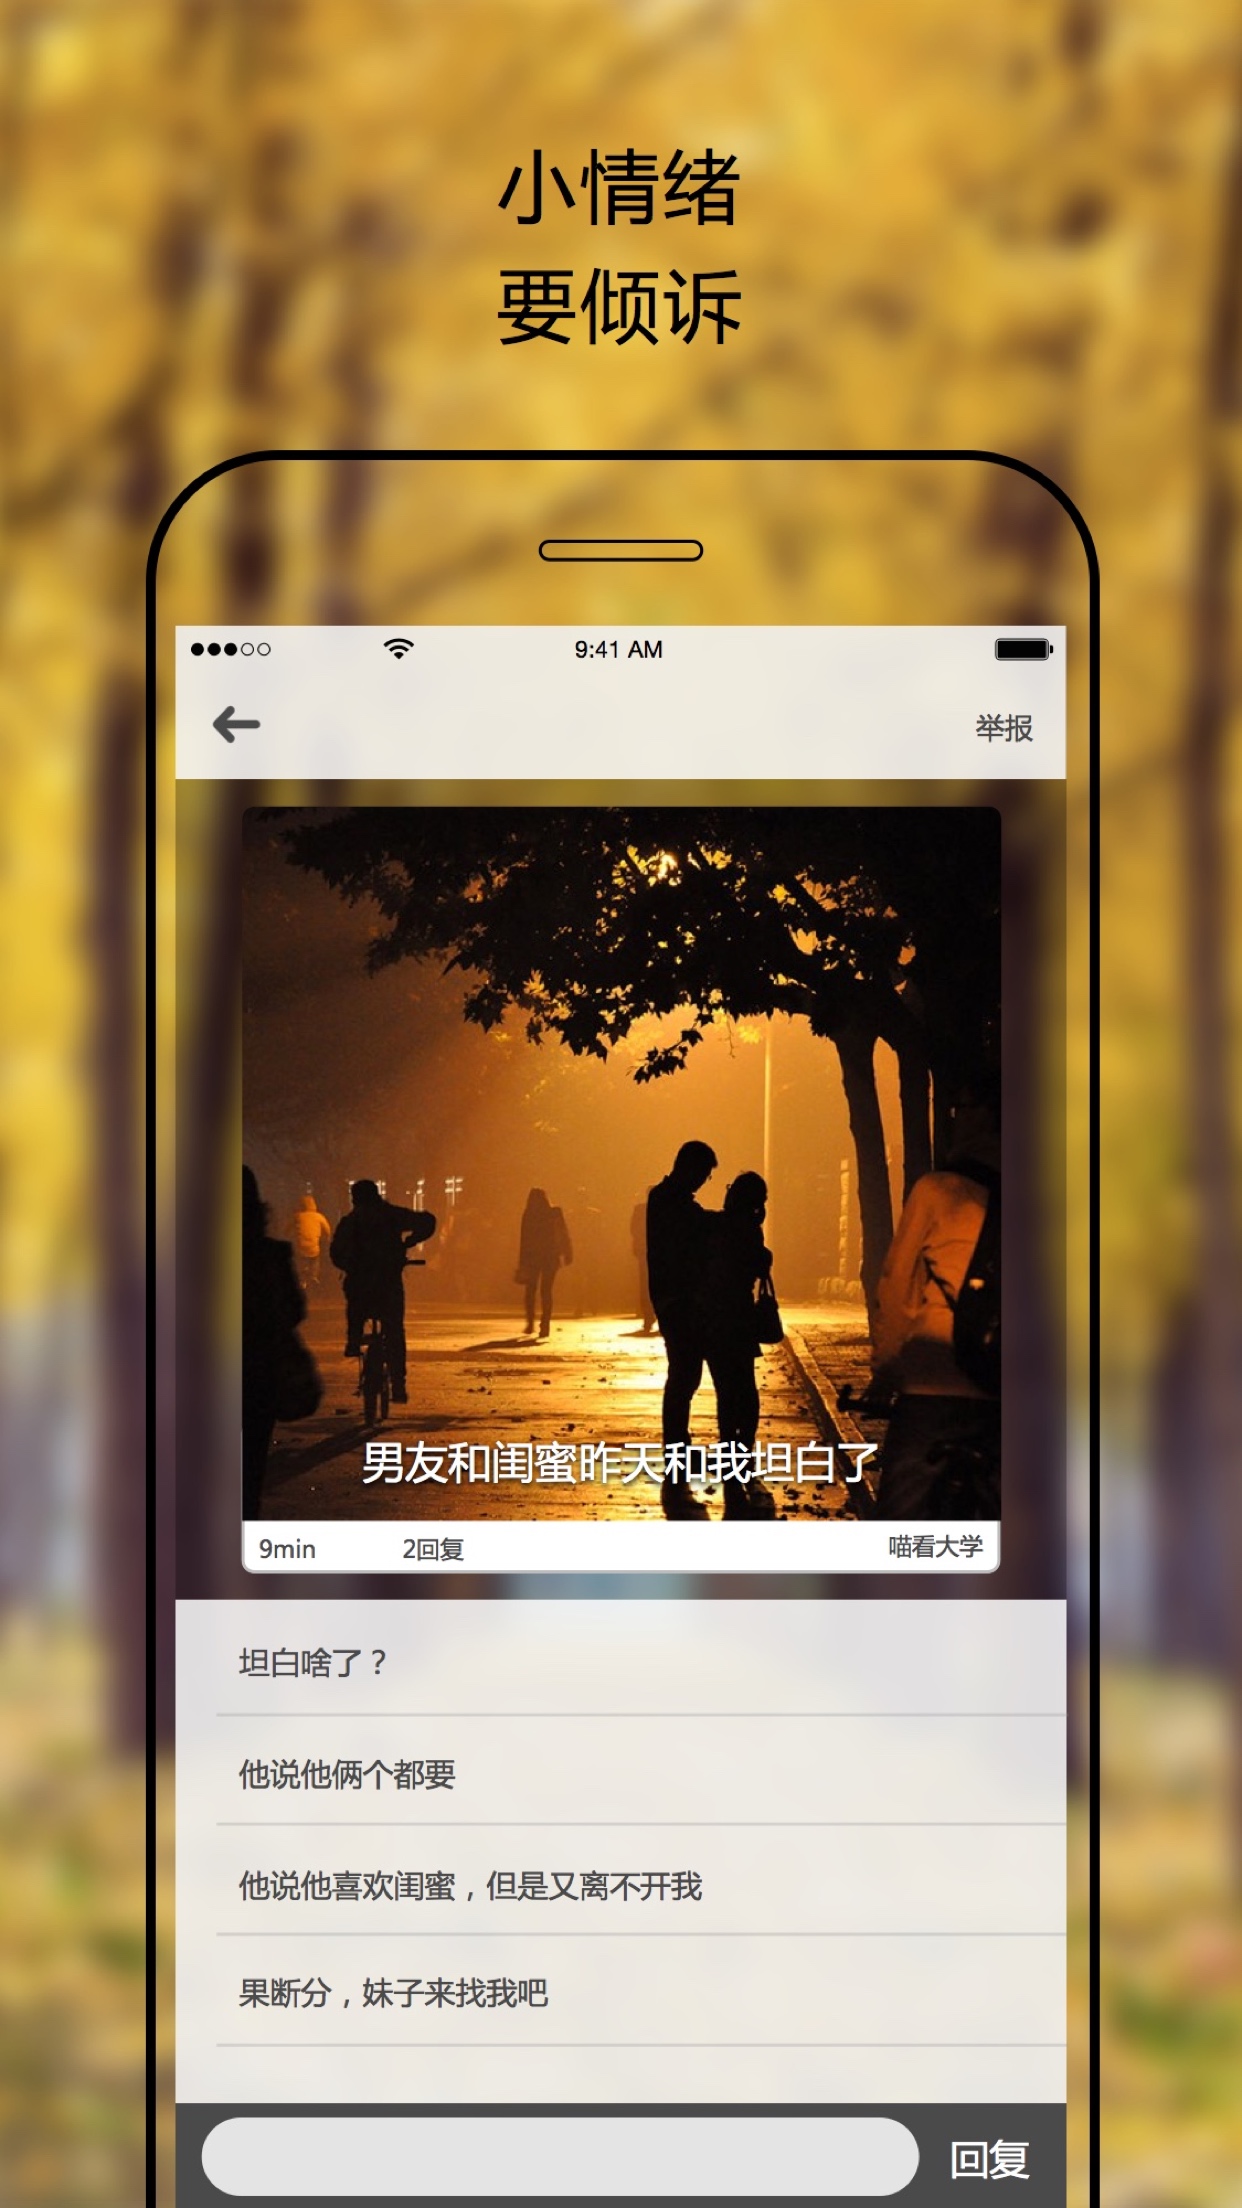 小情绪
要倾诉
9:41 AM
举报
男友和闺蜜昨天和我坦白了
9min 2回复 喵看大学
坦白啥了？
他说他俩个都要
他说他喜欢闺蜜，但是又离不开我
果断分，妹子来找我吧
回复